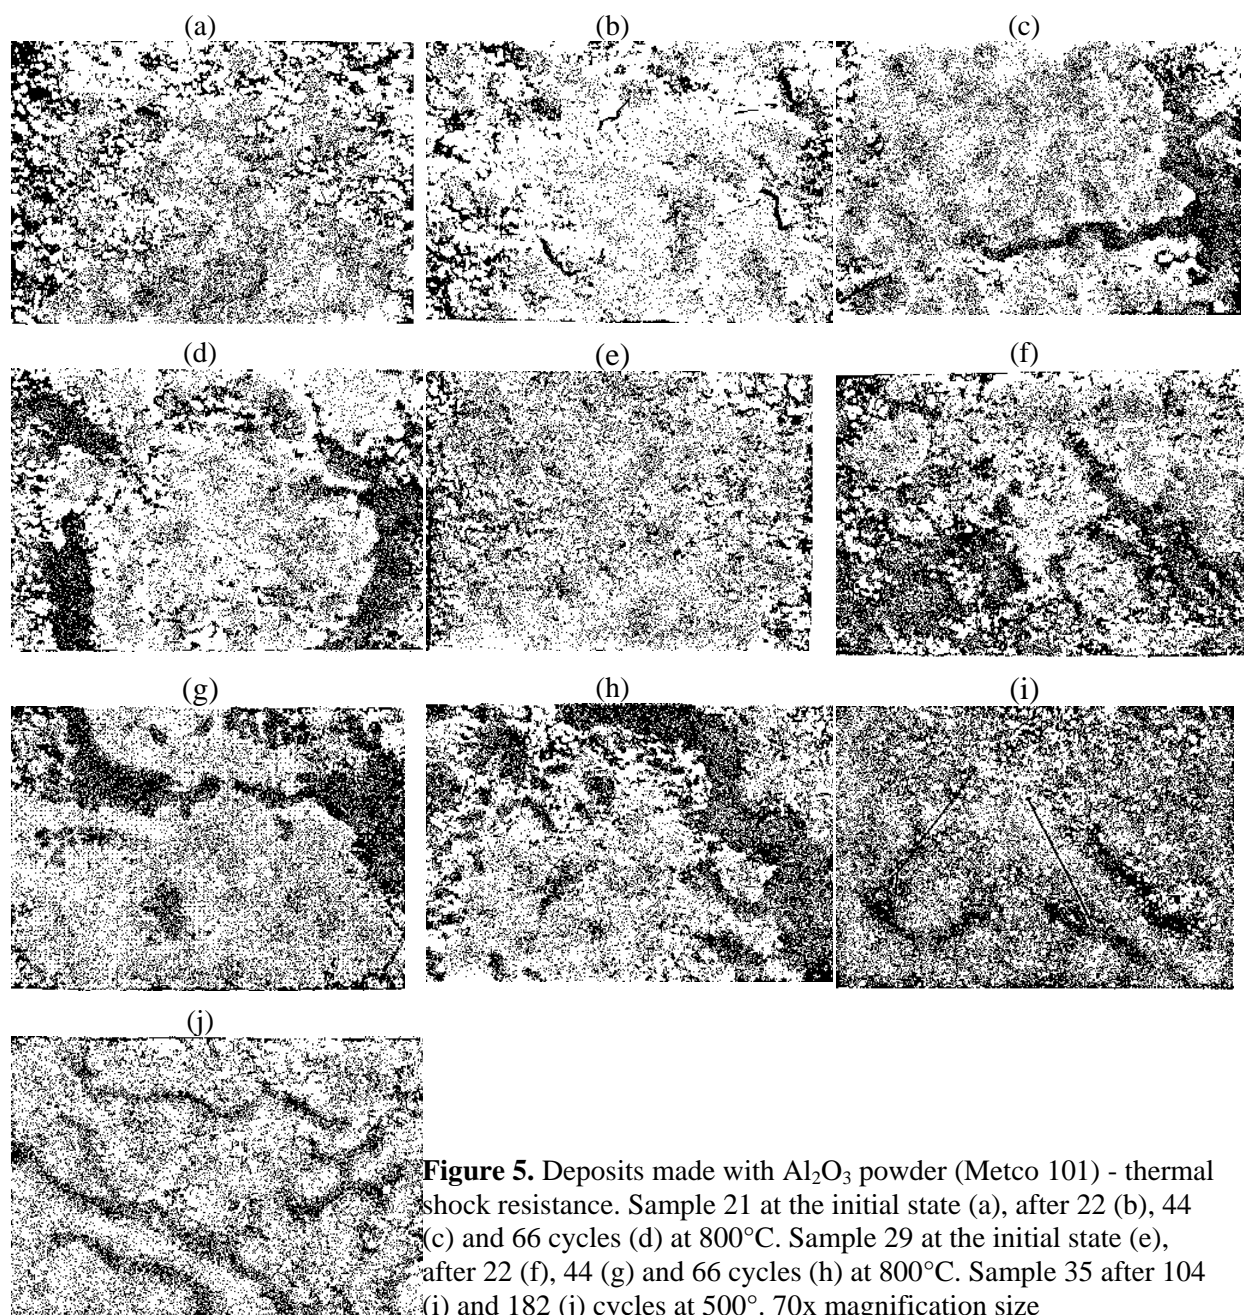 (a) (b) (c)
(d) (e) (f)
(g) (h) (i)
(j)
Figure 5. Deposits made with Al₂O₃ powder (Metco 101) - thermal
shock resistance. Sample 21 at the initial state (a), after 22 (b), 44
(c) and 66 cycles (d) at 800°C. Sample 29 at the initial state (e),
after 22 (f), 44 (g) and 66 cycles (h) at 800°C. Sample 35 after 104
(i) and 182 (j) cycles at 500°. 70x magnification size